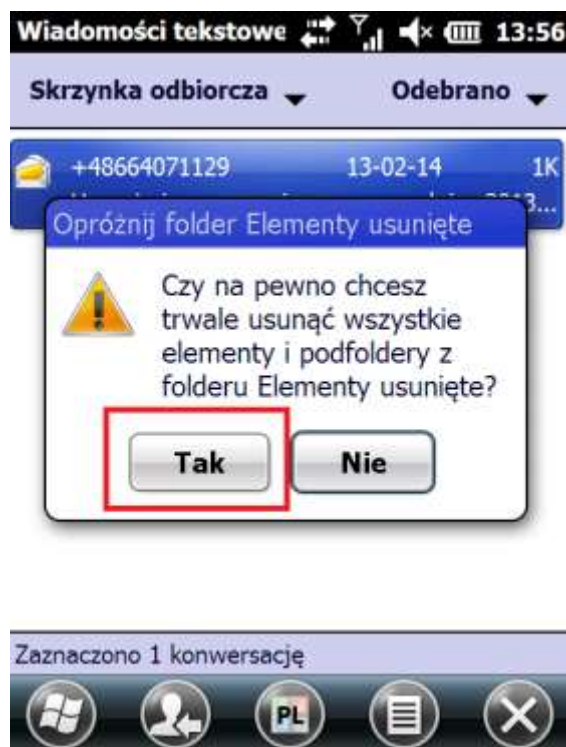 Wiadomości tekstowe 13:56
Skrzynka odbiorcza Odebrano
+48664071129 13-02-14 1K
Opróżnij folder Elementy usunięte
Czy na pewno chcesz
trwale usunąć wszystkie
elementy i podfoldery z
folderu Elementy usunięte?
Tak Nie
Zaznaczono 1 konwersację
PL